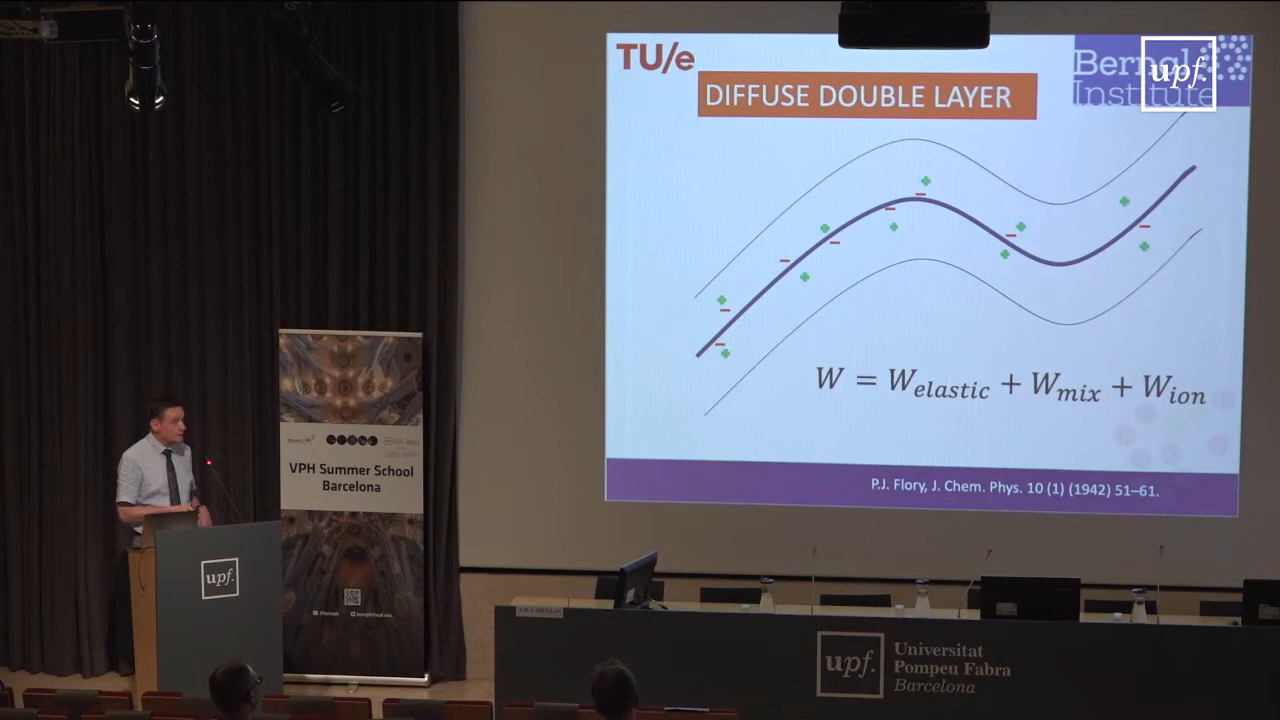 TU/e
DIFFUSE DOUBLE LAYER
Institute
upf.
W = W_elastic + W_mix + W_ion
P.J. Flory, J. Chem. Phys. 10 (1) (1942) 51–61.
VPH Summer School
Barcelona
upf.
upf.
Universitat
Pompeu Fabra
Barcelona